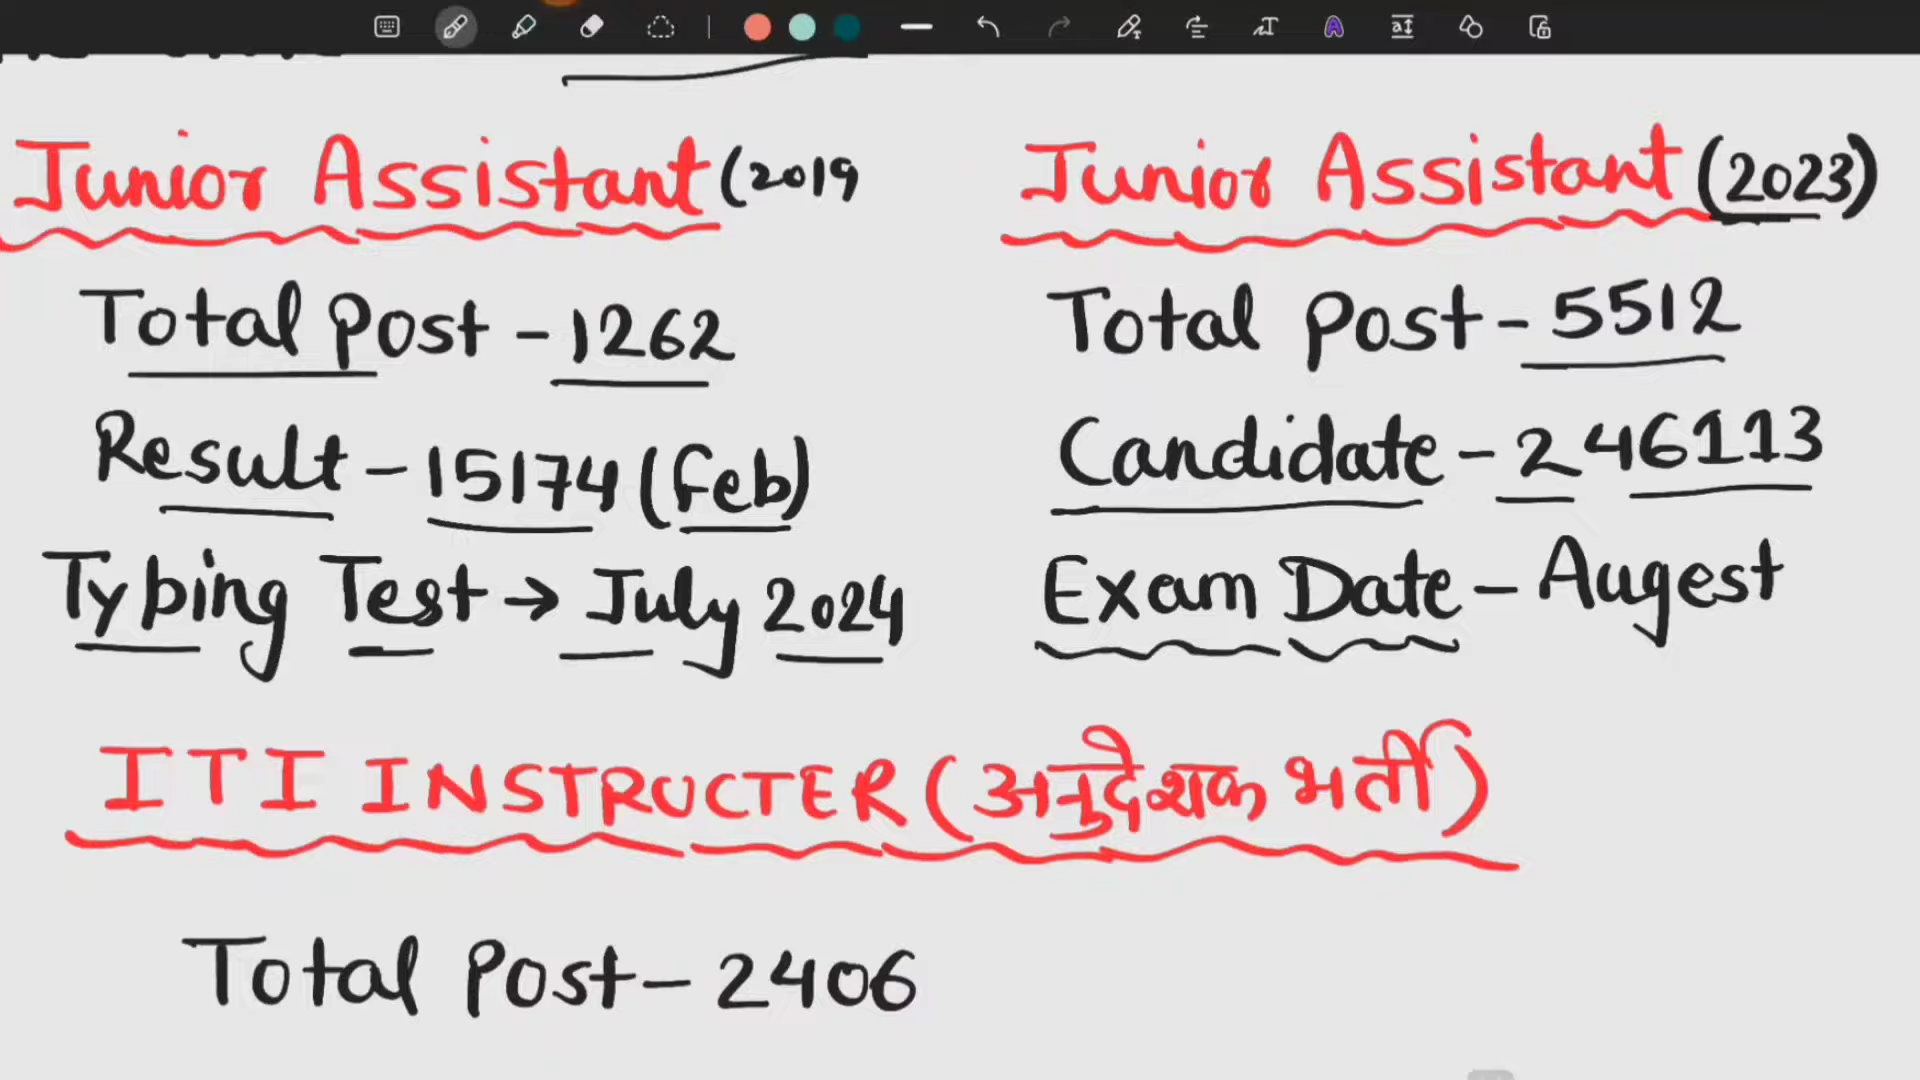 Junior Assistant (2019
Total Post - 1262
Result - 15174 (feb)
Typing Test → July 2024
Junior Assistant (2023)
Total Post - 5512
Candidate - 246113
Exam Date - Augest
ITI INSTRUCTER (अनुदेशक भर्ती)
Total Post - 2406